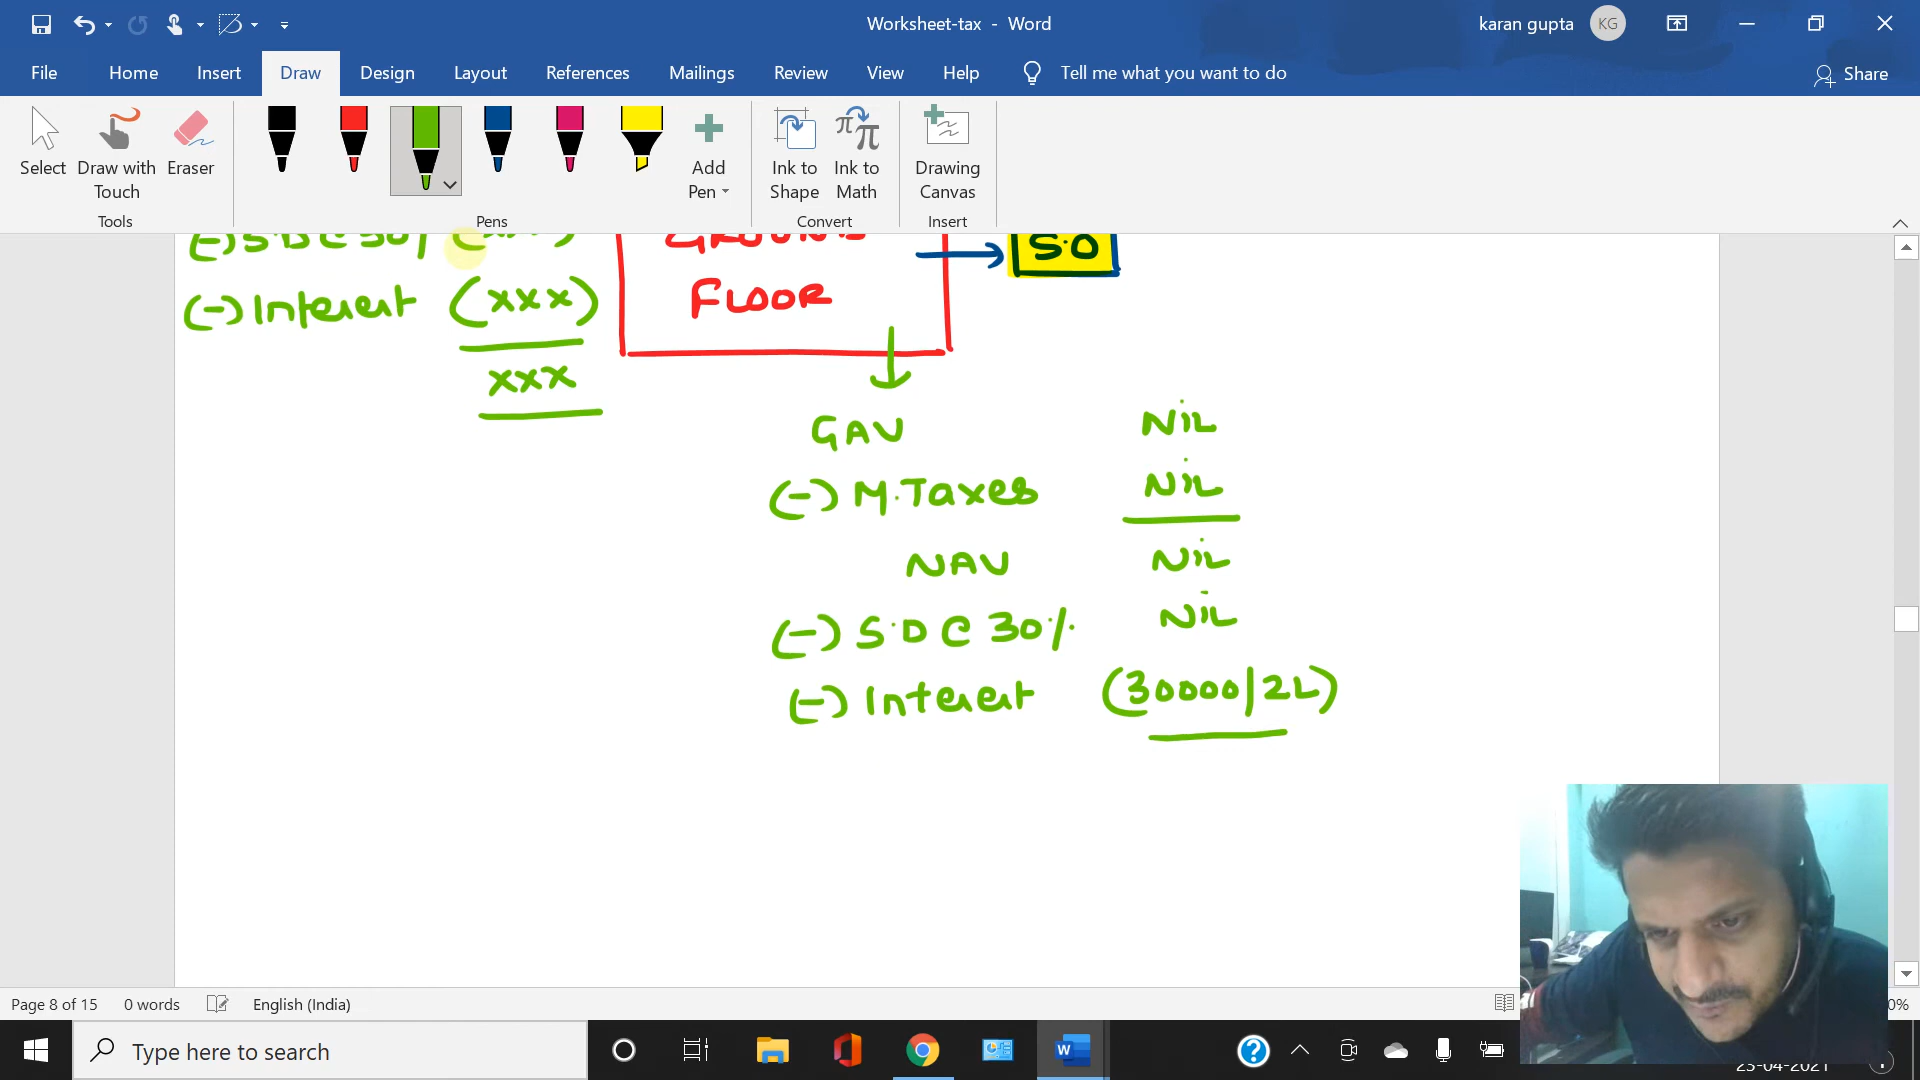 Worksheet-tax - Word
karan gupta KG
File Home Insert Draw Design Layout References Mailings Review View Help Tell me what you want to do Share
Select Draw with Touch Eraser
Add Pen
Ink to Shape Ink to Math
Drawing Canvas
Tools Pens Convert Insert
(-) S.D @ 30%
GROUND
S.O
(-) Interest (xxx)
FLOOR
xxx
GAV Nil
(-) M.Taxes Nil
NAV Nil
(-) S.D @ 30% Nil
(-) Interest (30000/2L)
Page 8 of 15 0 words English (India)
0%
Type here to search